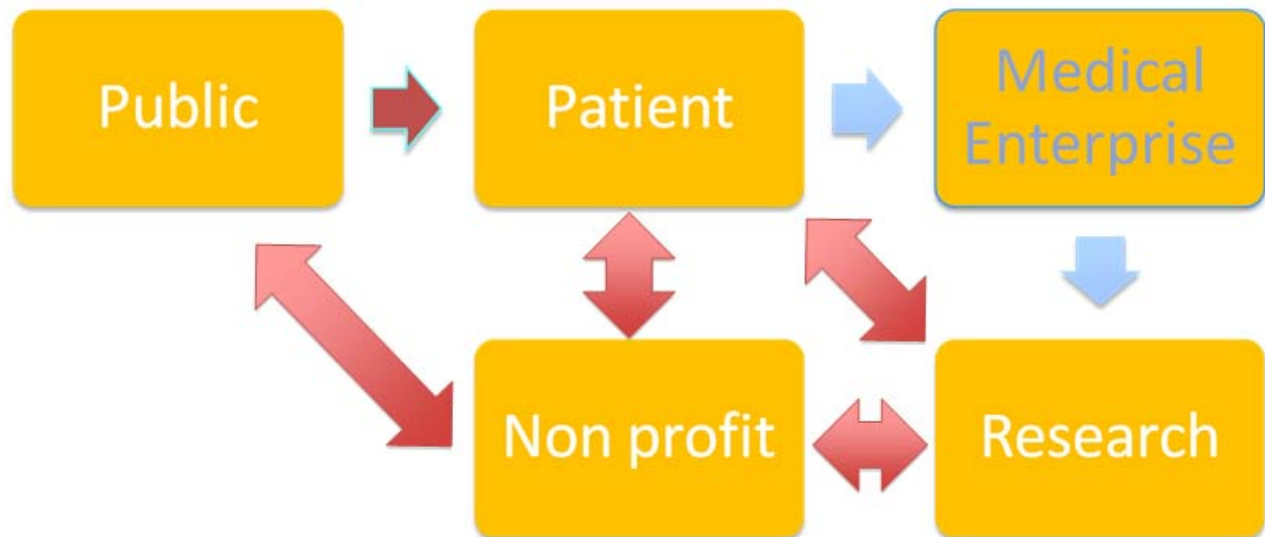 Public
Patient
Medical
Enterprise
Non profit
Research